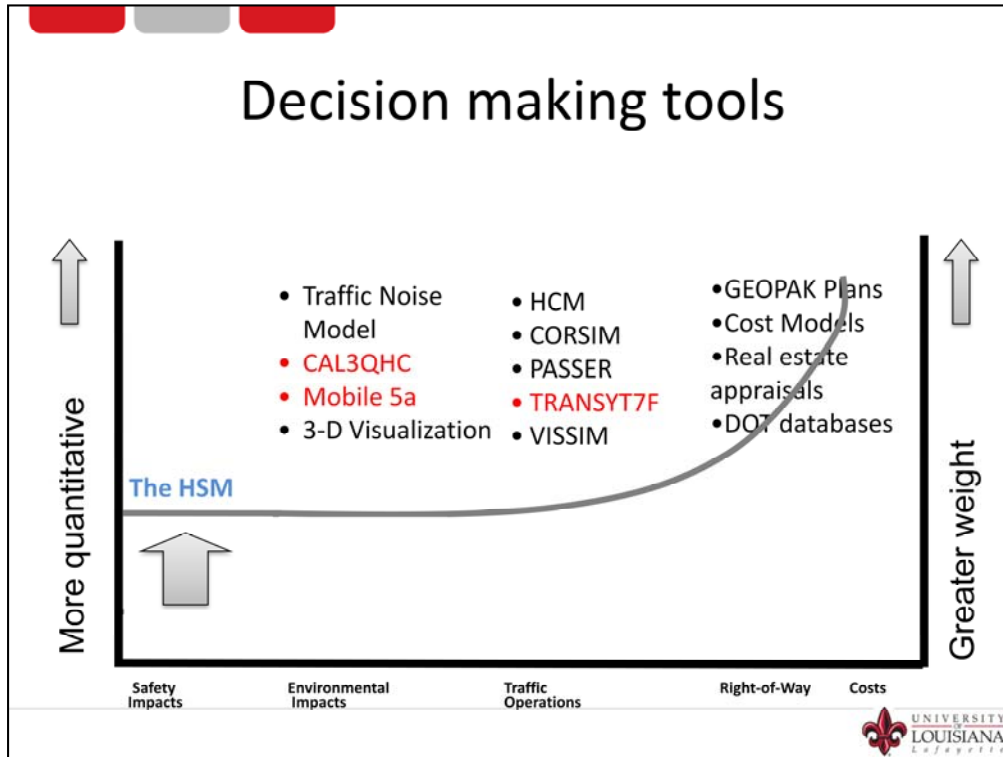 Decision making tools
More quantitative
The HSM
• Traffic Noise
Model
• CAL3QHC
• Mobile 5a
• 3-D Visualization
• HCM
• CORSIM
• PASSER
• TRANSYT7F
• VISSIM
•GEOPAK Plans
•Cost Models
•Real estate
appraisals
•DOT databases
Greater weight
Safety
Impacts
Environmental
Impacts
Traffic
Operations
Right-of-Way
Costs
UNIVERSITY
OF
LOUISIANA
Lafayette